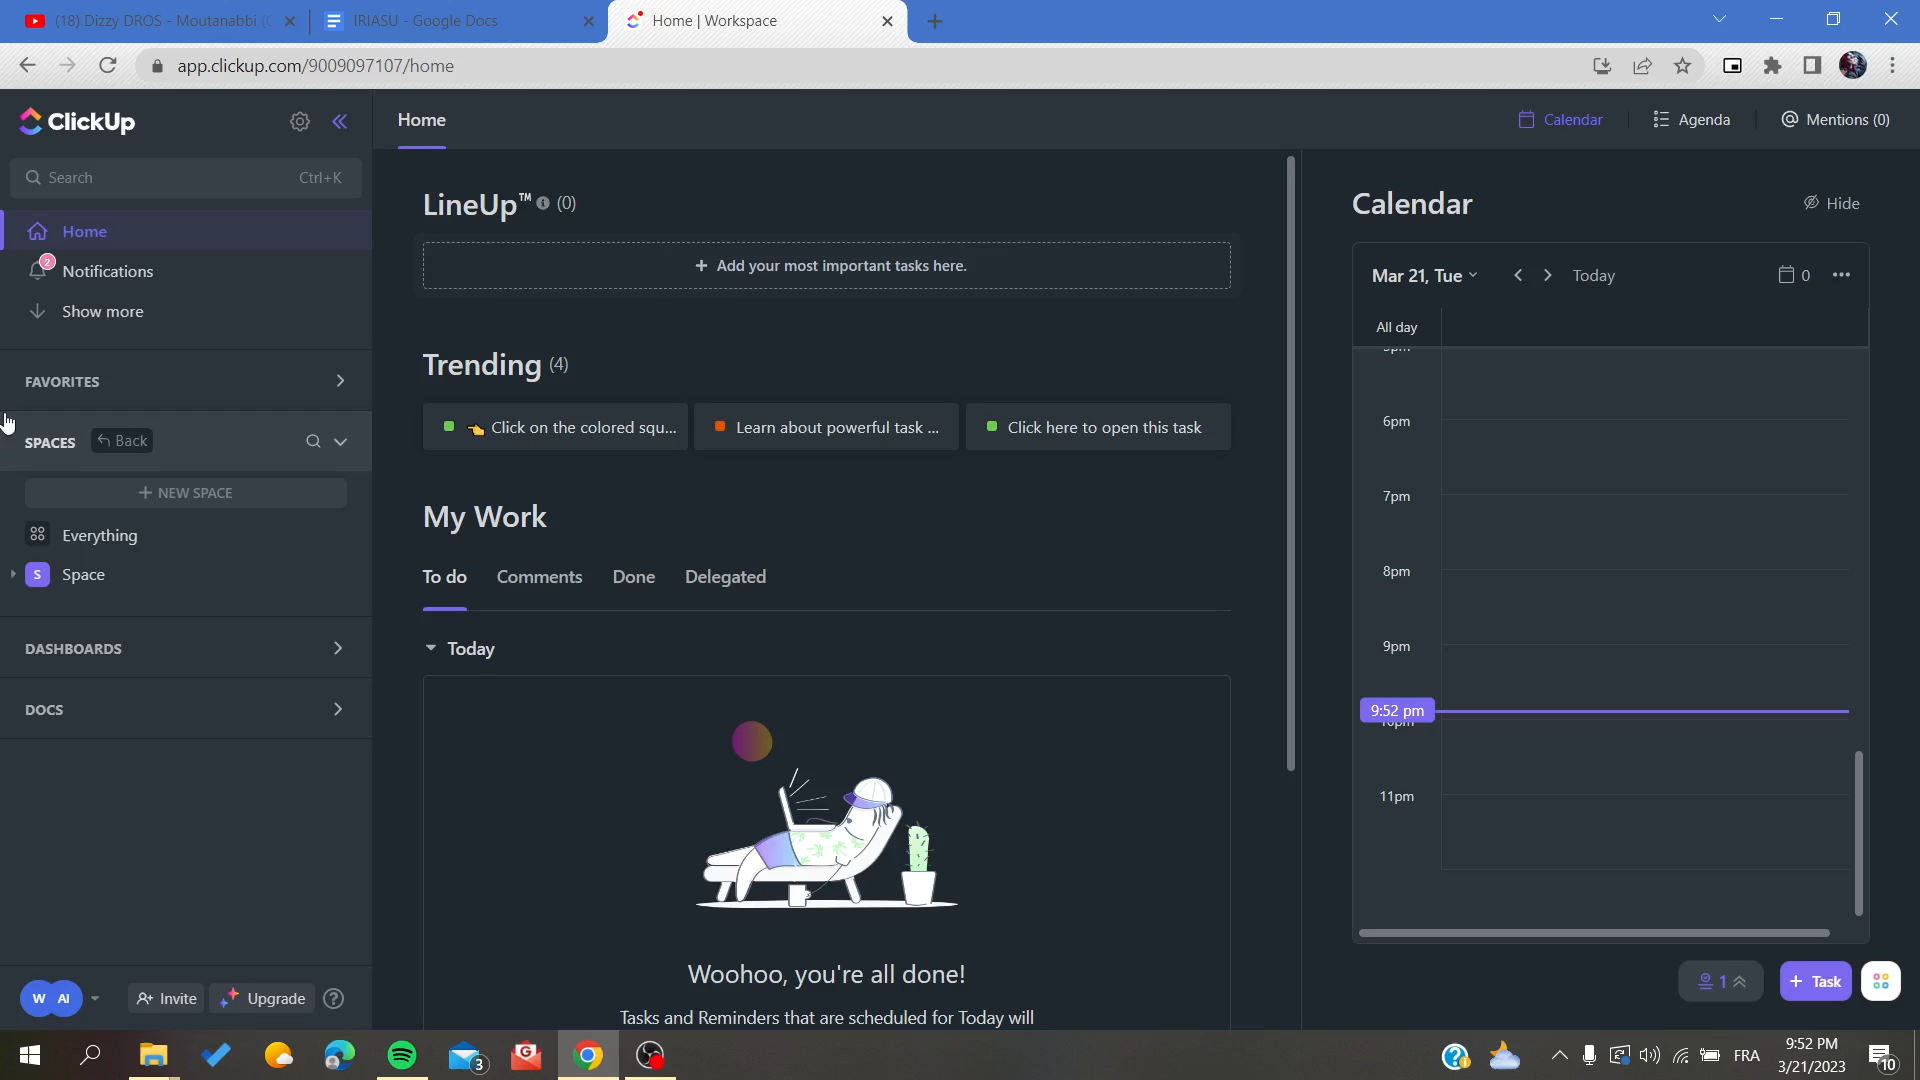 (18) Dizzy DROS - Moutanabbi (
IRIASU - Google Docs
Home | Workspace
app.clickup.com/9009097107/home
ClickUp
Search
Ctrl+K
Home
2
Notifications
Show more
FAVORITES
SPACES
Back
+ NEW SPACE
Everything
S
Space
DASHBOARDS
DOCS
W AI
Invite
Upgrade
?
Home
Calendar
Agenda
@ Mentions (0)
LineUp™ (0)
+ Add your most important tasks here.
Trending (4)
Click on the colored squ...
Learn about powerful task ...
Click here to open this task
My Work
To do
Comments
Done
Delegated
Today
Woohoo, you're all done!
Tasks and Reminders that are scheduled for Today will
Calendar
Hide
Mar 21, Tue
Today
0
All day
6pm
7pm
8pm
9pm
9:52 pm
11pm
1
+ Task
3
FRA
9:52 PM
3/21/2023
10